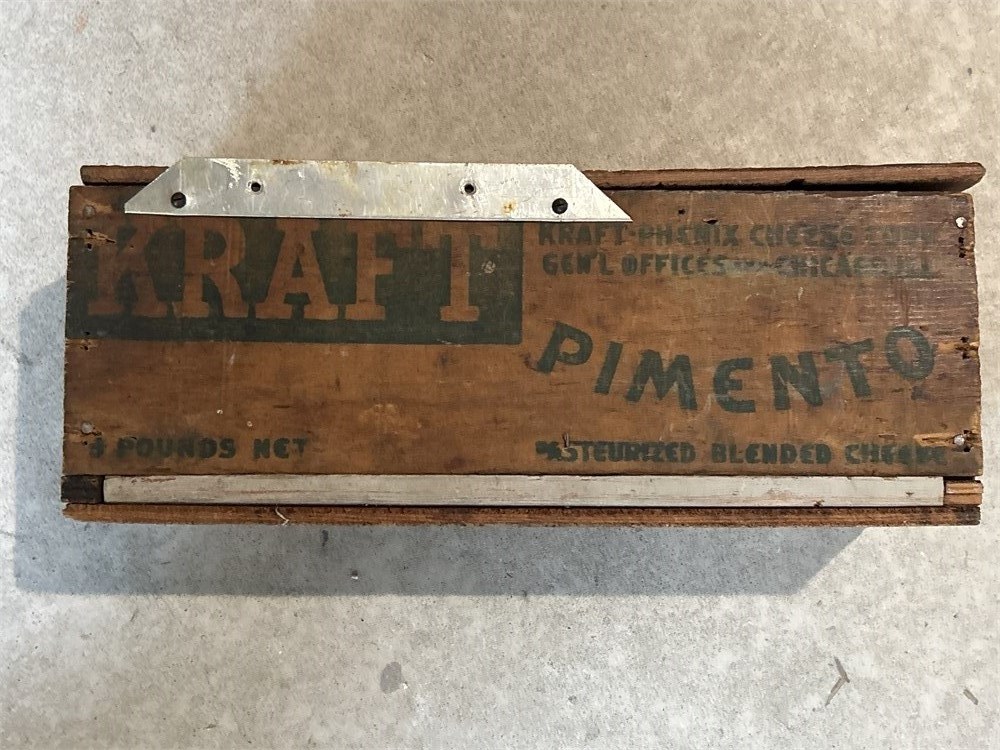 KRAFT
KRAFT-PHENIX CHEESE CORP.
GEN'L OFFICES CHICAGO ILL.
PIMENTO
POUNDS NET
PASTEURIZED BLENDED CHEESE